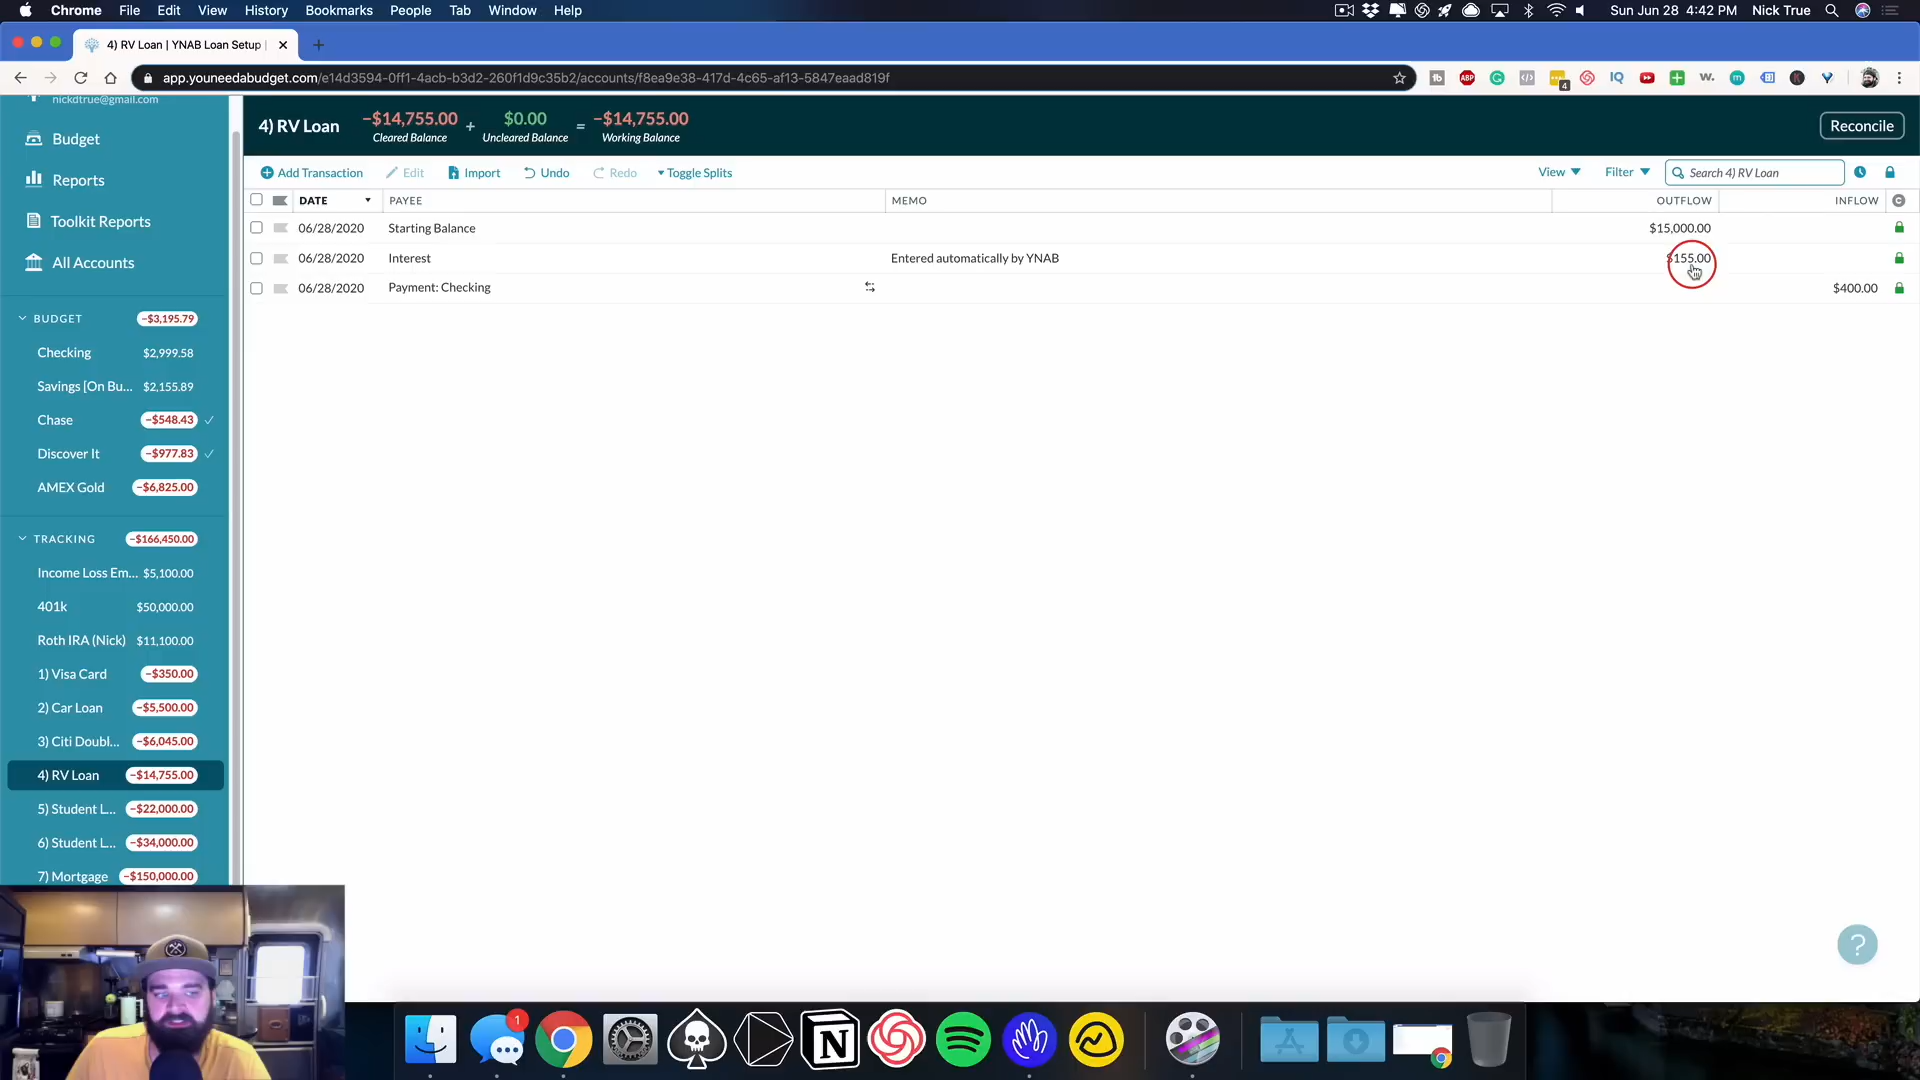 Chrome File Edit View History Bookmarks People Tab Window Help Sun Jun 28 4:42 PM Nick True
4) RV Loan | YNAB Loan Setup |
app.youneedabudget.com/e14d3594-0ff1-4acb-b3d2-260f1d9c35b2/accounts/f8ea9e38-417d-4c65-af13-5847eaad819f
nickdtrue@gmail.com
Budget
Reports
Toolkit Reports
All Accounts
BUDGET −$3,195.79
Checking $2,999.58
Savings [On Bu... $2,155.89
Chase −$548.43
Discover It −$977.83
AMEX Gold −$6,825.00
TRACKING −$166,450.00
Income Loss Em... $5,100.00
401k $50,000.00
Roth IRA (Nick) $11,100.00
1) Visa Card −$350.00
2) Car Loan −$5,500.00
3) Citi Doubl... −$6,045.00
4) RV Loan −$14,755.00
5) Student L... −$22,000.00
6) Student L... −$34,000.00
7) Mortgage −$150,000.00
4) RV Loan −$14,755.00 + $0.00 = −$14,755.00 Reconcile
Cleared Balance Uncleared Balance Working Balance
Add Transaction Edit Import Undo Redo Toggle Splits View Filter Search 4) RV Loan
DATE PAYEE MEMO OUTFLOW INFLOW C
06/28/2020 Starting Balance $15,000.00
06/28/2020 Interest Entered automatically by YNAB $155.00
06/28/2020 Payment: Checking $400.00
?
1
N